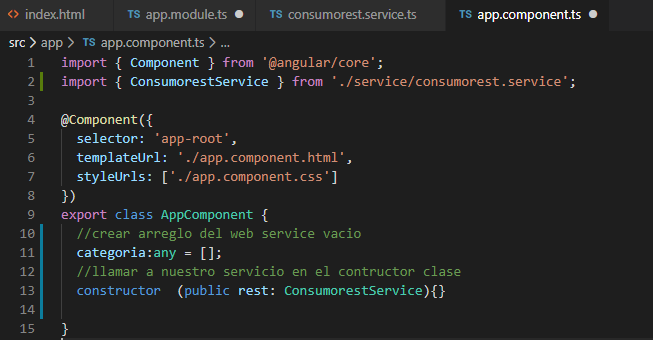 index.html TS app.module.ts TS consumorest.service.ts TS app.component.ts
src > app > TS app.component.ts > ...
1 import { Component } from '@angular/core';
2 import { ConsumorestService } from './service/consumorest.service';
3
4 @Component({
5 selector: 'app-root',
6 templateUrl: './app.component.html',
7 styleUrls: ['./app.component.css']
8 })
9 export class AppComponent {
10 //crear arreglo del web service vacio
11 categoria:any = [];
12 //llamar a nuestro servicio en el contructor clase
13 constructor  (public rest: ConsumorestService){}
14
15 }